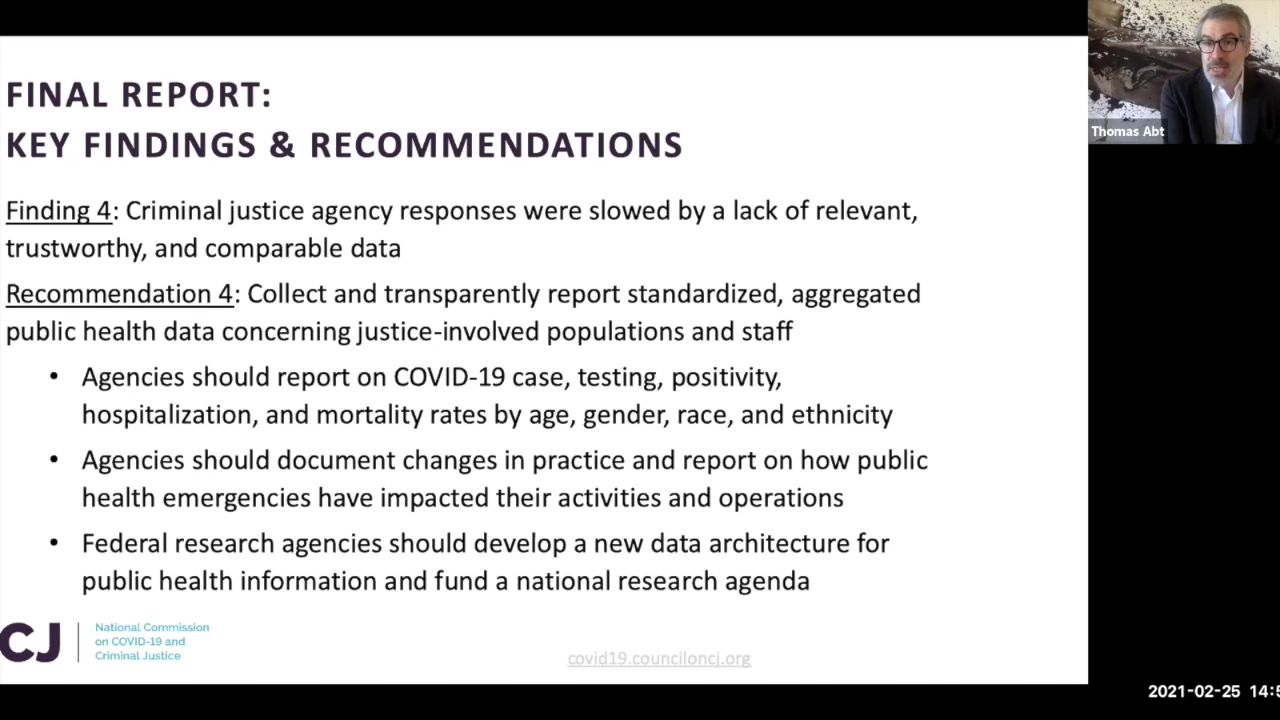 FINAL REPORT:
KEY FINDINGS & RECOMMENDATIONS
Finding 4: Criminal justice agency responses were slowed by a lack of relevant,
trustworthy, and comparable data
Recommendation 4: Collect and transparently report standardized, aggregated
public health data concerning justice-involved populations and staff
• Agencies should report on COVID-19 case, testing, positivity,
hospitalization, and mortality rates by age, gender, race, and ethnicity
• Agencies should document changes in practice and report on how public
health emergencies have impacted their activities and operations
• Federal research agencies should develop a new data architecture for
public health information and fund a national research agenda
CJ
National Commission
on COVID-19 and
Criminal Justice
covid19.counciloncj.org
Thomas Abt
2021-02-25 14:5